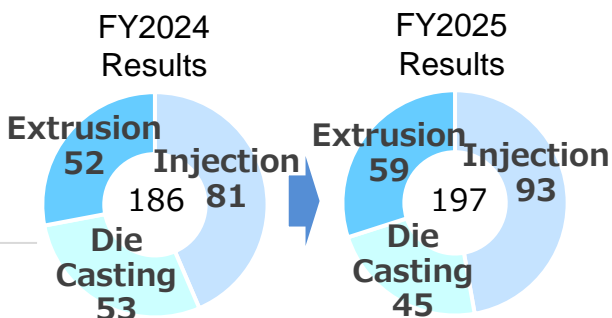 FY2024
Results
Extrusion
52
Injection
81
186
Die
Casting
53
FY2025
Results
Extrusion
59
Injection
93
197
Die
Casting
45